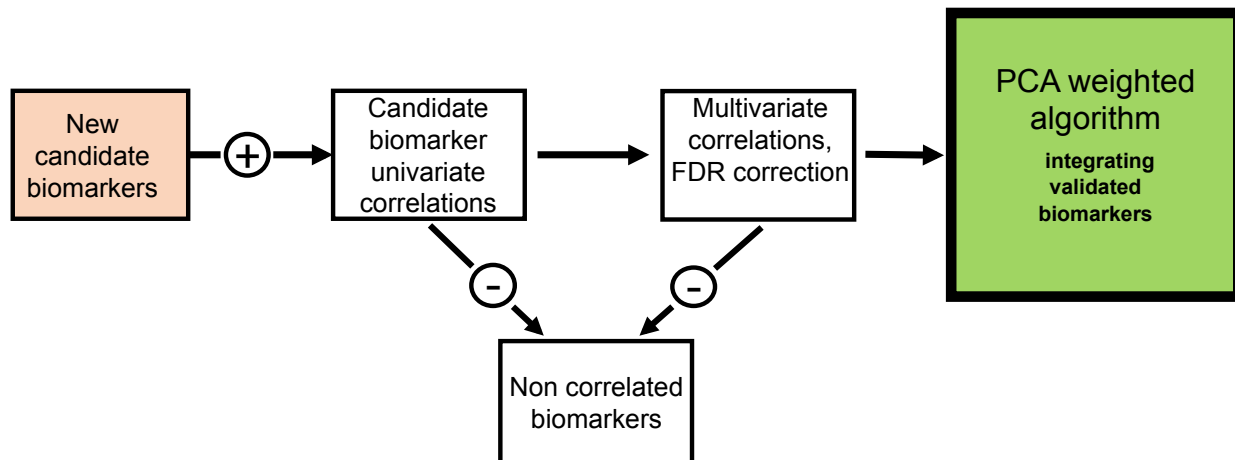 New
candidate
biomarkers
+
Candidate
biomarker
univariate
correlations
Multivariate
correlations,
FDR correction
PCA weighted
algorithm
integrating
validated
biomarkers
-
-
Non correlated
biomarkers